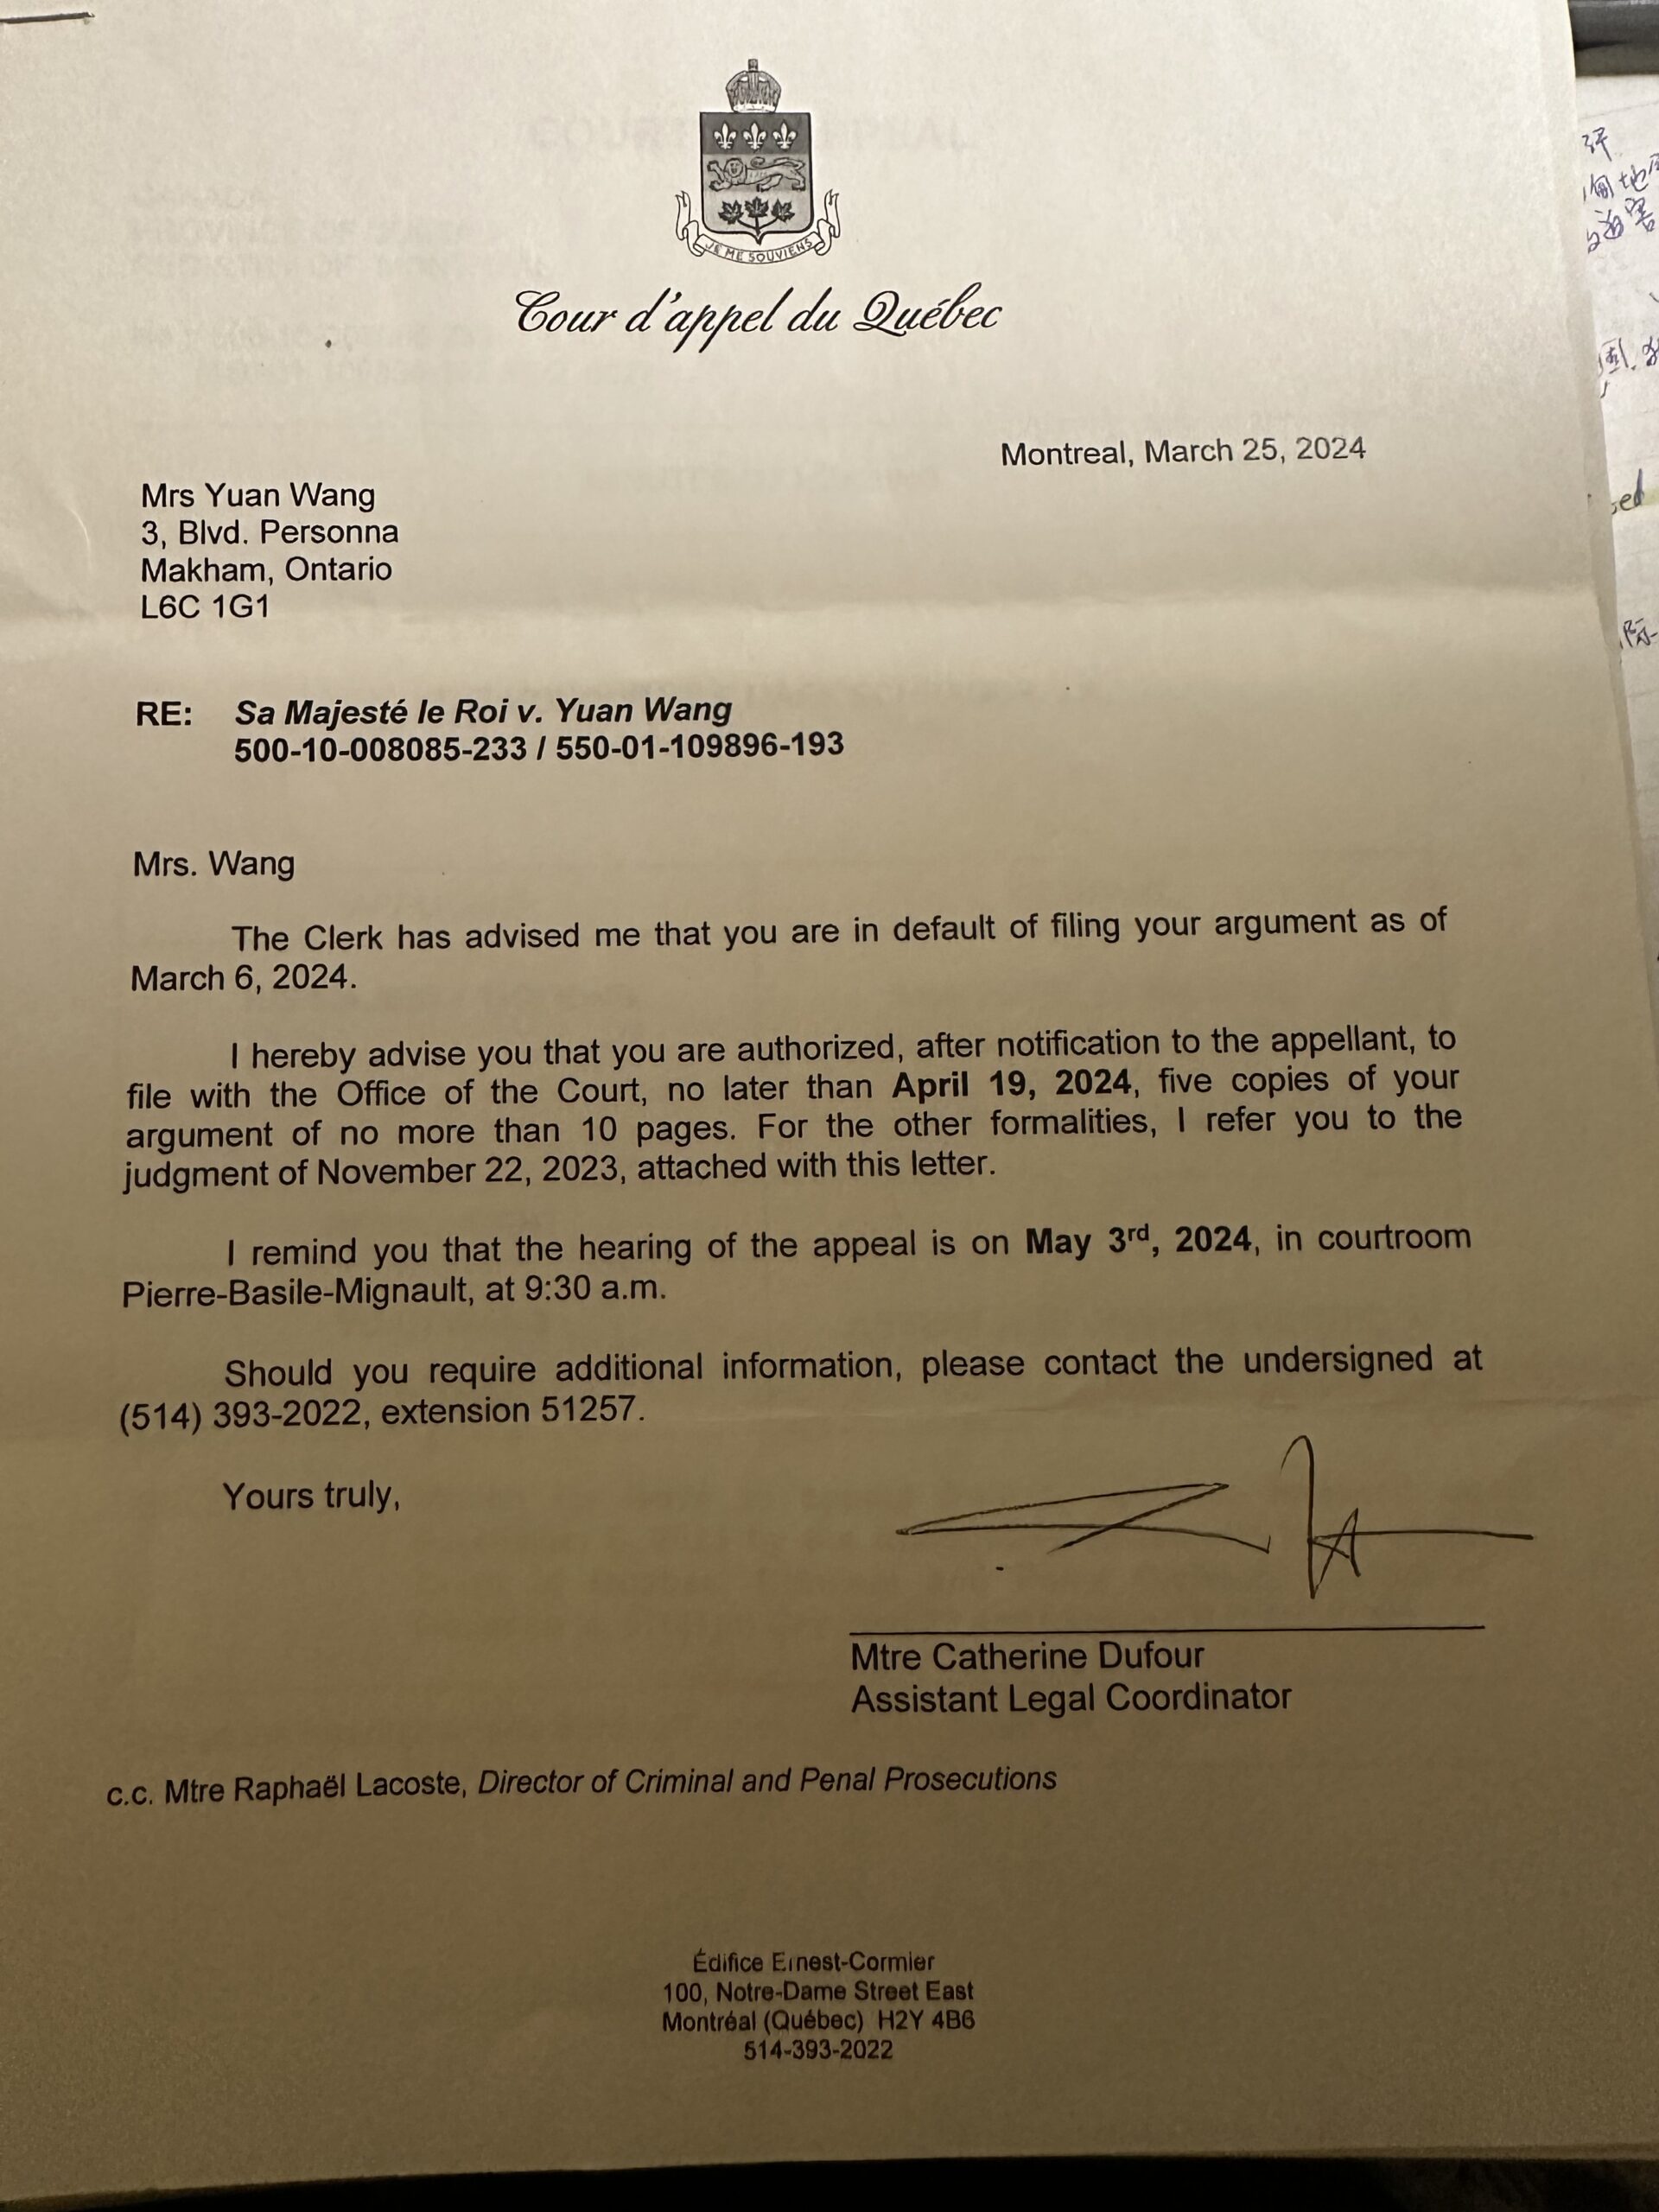 JE ME SOUVIENS
Cour d'appel du Québec
Montreal, March 25, 2024
Mrs Yuan Wang
3, Blvd. Personna
Makham, Ontario
L6C 1G1
RE: Sa Majesté le Roi v. Yuan Wang
500-10-008085-233 / 550-01-109896-193
Mrs. Wang
The Clerk has advised me that you are in default of filing your argument as of
March 6, 2024.
I hereby advise you that you are authorized, after notification to the appellant, to
file with the Office of the Court, no later than April 19, 2024, five copies of your
argument of no more than 10 pages. For the other formalities, I refer you to the
judgment of November 22, 2023, attached with this letter.
I remind you that the hearing of the appeal is on May 3rd, 2024, in courtroom
Pierre-Basile-Mignault, at 9:30 a.m.
Should you require additional information, please contact the undersigned at
(514) 393-2022, extension 51257.
Yours truly,
Mtre Catherine Dufour
Assistant Legal Coordinator
c.c. Mtre Raphaël Lacoste, Director of Criminal and Penal Prosecutions
Édifice Ernest-Cormier
100, Notre-Dame Street East
Montréal (Québec) H2Y 4B6
514-393-2022